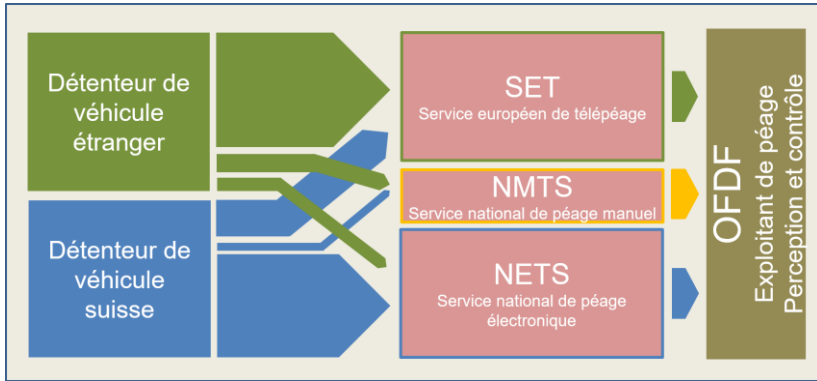 Détenteur de
véhicule
étranger
Détenteur de
véhicule
suisse
SET
Service européen de télépéage
NMTS
Service national de péage manuel
NETS
Service national de péage
électronique
OFDF
Exploitant de péage
Perception et contrôle